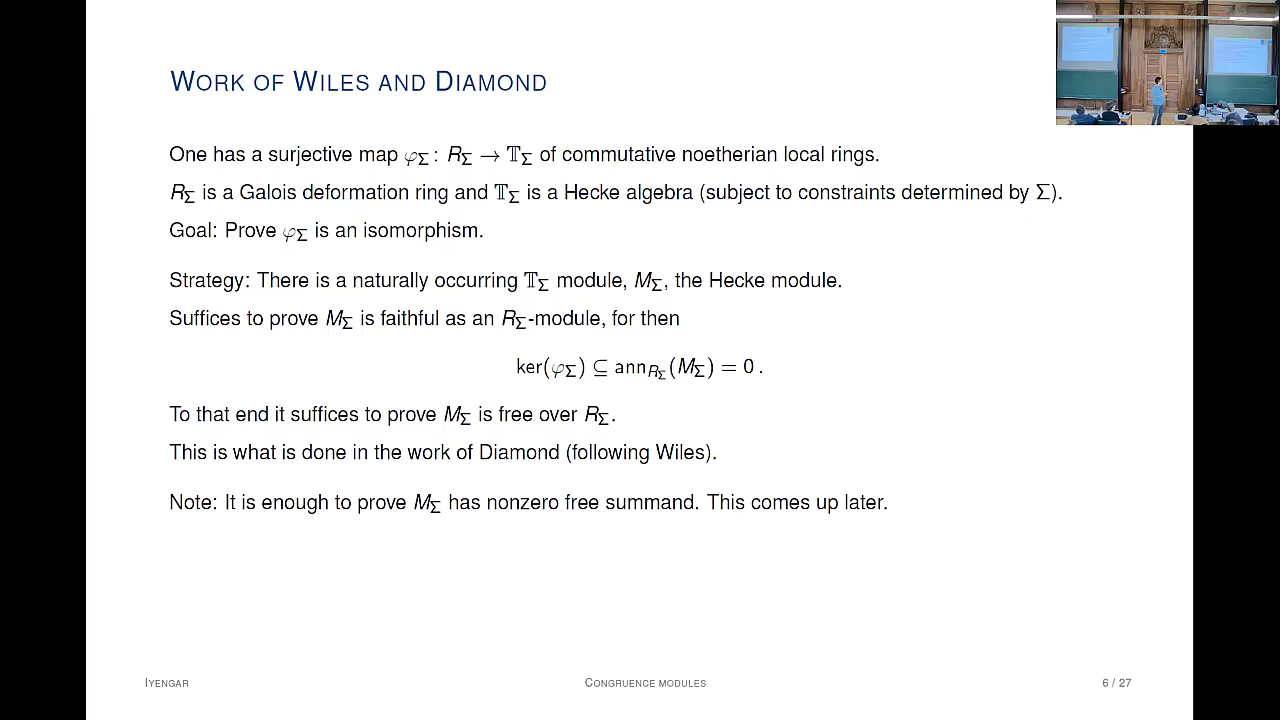 WORK OF WILES AND DIAMOND
One has a surjective map φ_Σ : R_Σ → 𝕋_Σ of commutative noetherian local rings.
R_Σ is a Galois deformation ring and 𝕋_Σ is a Hecke algebra (subject to constraints determined by Σ).
Goal: Prove φ_Σ is an isomorphism.
Strategy: There is a naturally occurring 𝕋_Σ module, M_Σ, the Hecke module.
Suffices to prove M_Σ is faithful as an R_Σ-module, for then
ker(φ_Σ) ⊆ ann_{R_Σ}(M_Σ) = 0 .
To that end it suffices to prove M_Σ is free over R_Σ.
This is what is done in the work of Diamond (following Wiles).
Note: It is enough to prove M_Σ has nonzero free summand. This comes up later.
IYENGAR
CONGRUENCE MODULES
6 / 27